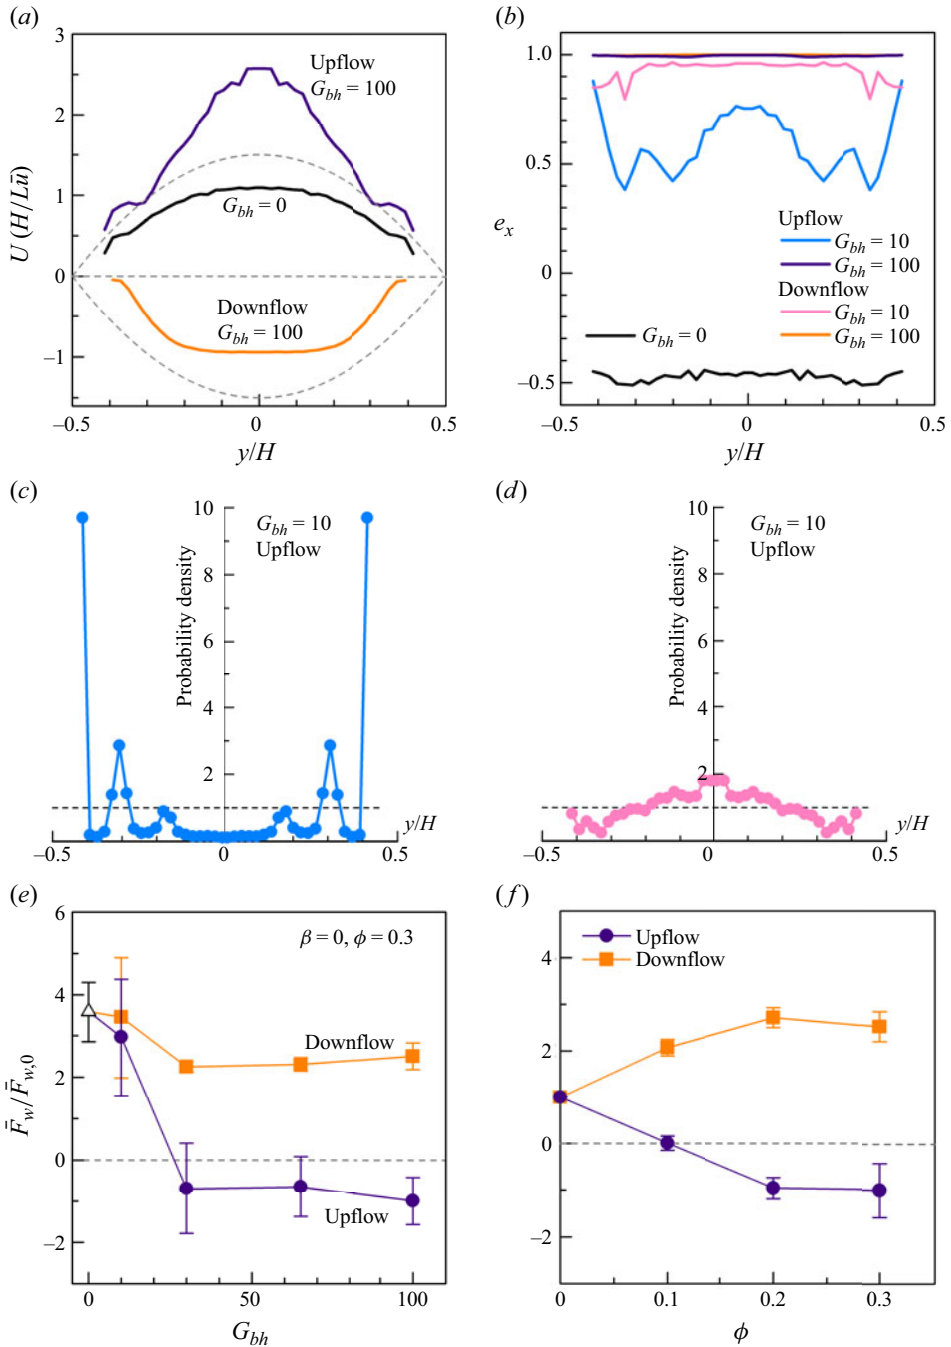 (a)
3
2
1
0
−1
U (H/Lū)
Upflow
G_bh = 100
G_bh = 0
Downflow
G_bh = 100
−0.5
0
0.5
y/H
(b)
1.0
0.5
0
−0.5
e_x
Upflow
G_bh = 10
G_bh = 100
Downflow
G_bh = 10
G_bh = 100
G_bh = 0
−0.5
0
0.5
y/H
(c)
10
8
6
4
2
Probability density
G_bh = 10
Upflow
y/H
−0.5
0
0.5
(d)
10
8
6
4
2
Probability density
G_bh = 10
Upflow
y/H
−0.5
0
0.5
(e)
6
4
2
0
−2
F̄_w/F̄_w,0
β = 0, ϕ = 0.3
Downflow
Upflow
0
50
100
G_bh
(f)
4
2
0
−2
Upflow
Downflow
0
0.1
0.2
0.3
ϕ